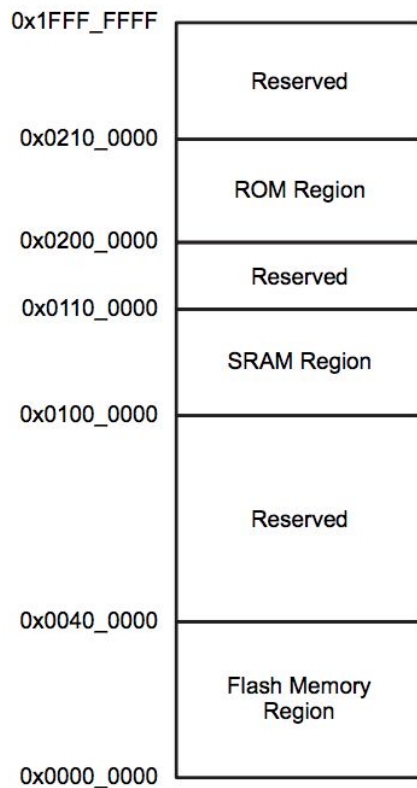 0x1FFF_FFFF
Reserved
0x0210_0000
ROM Region
0x0200_0000
Reserved
0x0110_0000
SRAM Region
0x0100_0000
Reserved
0x0040_0000
Flash Memory
Region
0x0000_0000